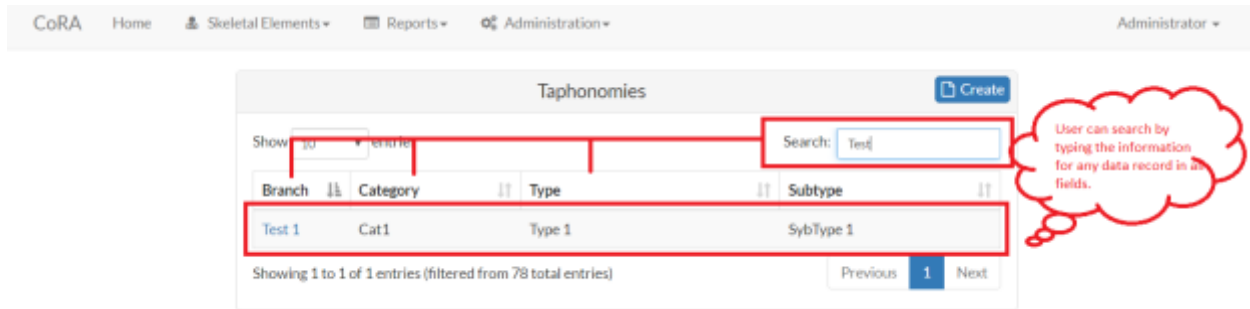 CoRA Home Skeletal Elements Reports Administration Administrator
Taphonomies Create
Show 10 entries Search: Test
User can search by
typing the information
for any data record in
fields.
Branch Category Type Subtype
Test 1 Cat1 Type 1 SybType 1
Showing 1 to 1 of 1 entries (filtered from 78 total entries) Previous 1 Next